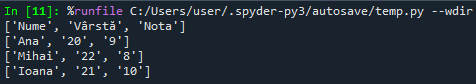 In [11]: %runfile C:/Users/user/.spyder-py3/autosave/temp.py --wdir
['Nume', 'Vârstă', 'Nota']
['Ana', '20', '9']
['Mihai', '22', '8']
['Ioana', '21', '10']